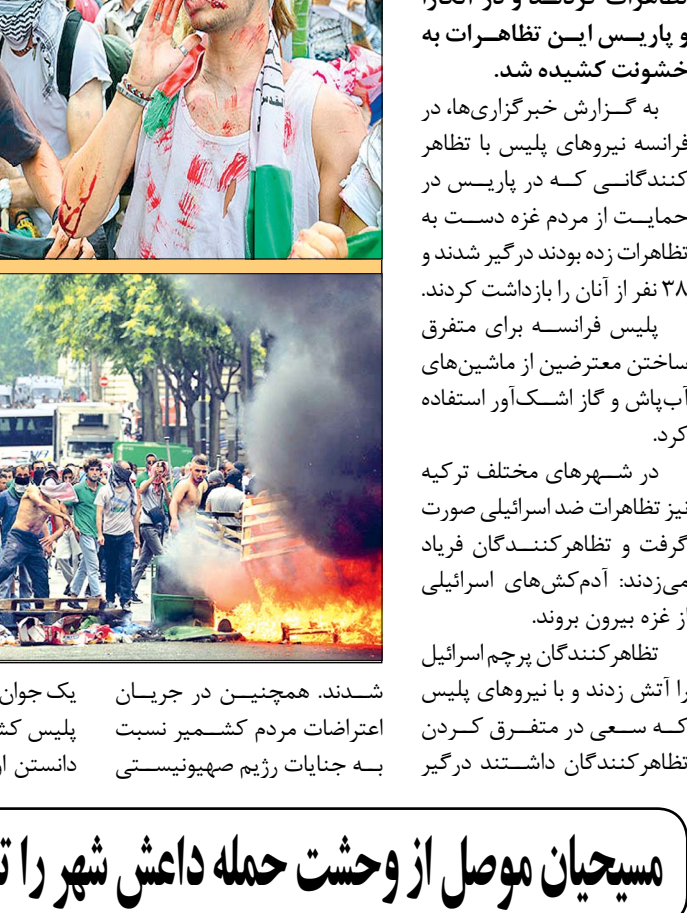 تظاهرات کردند و در آنکارا
و پاریس این تظاهرات به
خشونت کشیده شد.
به گزارش خبرگزاری‌ها، در
فرانسه نیروهای پلیس با تظاهر
کنندگانی که در پاریس در
حمایت از مردم غزه دست به
تظاهرات زده بودند درگیر شدند و
۳۸ نفر از آنان را بازداشت کردند.
پلیس فرانسه برای متفرق
ساختن معترضین از ماشین‌های
آب‌پاش و گاز اشک‌آور استفاده
کرد.
در شهرهای مختلف ترکیه
نیز تظاهرات ضد اسرائیلی صورت
گرفت و تظاهرکنندگان فریاد
می‌زدند: آدم‌کش‌های اسرائیلی
از غزه بیرون بروند.
تظاهرکنندگان پرچم اسرائیل
را آتش زدند و با نیروهای پلیس
که سعی در متفرق کردن
تظاهرکنندگان داشتند درگیر
شدند. همچنین در جریان
اعتراضات مردم کشمیر نسبت
به جنایات رژیم صهیونیستی
یک جوان
پلیس
دانستن
مسیحیان موصل از وحشت حمله داعش شهر را